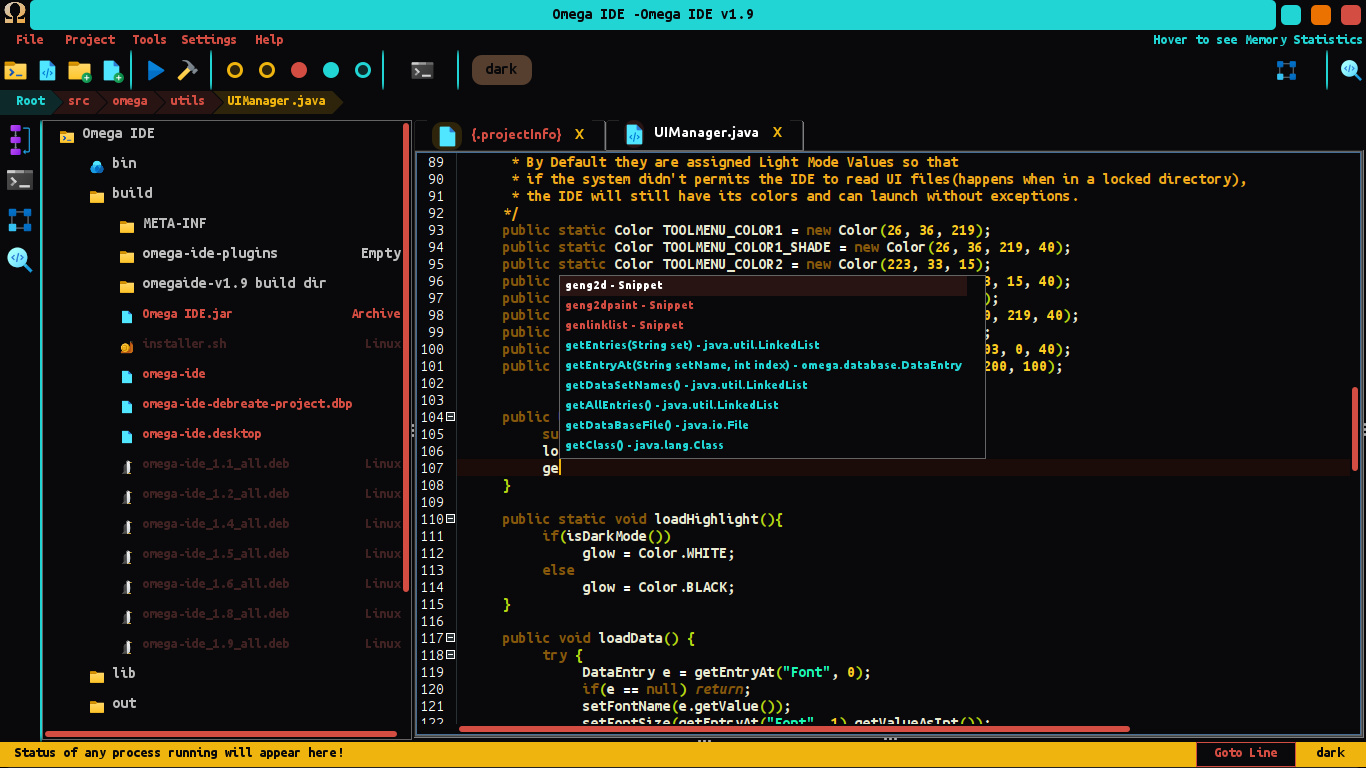 Ω
Omega IDE -Omega IDE v1.9
File Project Tools Settings Help
Hover to see Memory Statistics
dark
Root src omega utils UIManager.java
Omega IDE
bin
build
META-INF
omega-ide-plugins Empty
omegaide-v1.9 build dir
Omega IDE.jar Archive
installer.sh Linux
omega-ide
omega-ide-debreate-project.dbp
omega-ide.desktop
omega-ide_1.1_all.deb Linux
omega-ide_1.2_all.deb Linux
omega-ide_1.4_all.deb Linux
omega-ide_1.5_all.deb Linux
omega-ide_1.6_all.deb Linux
omega-ide_1.8_all.deb Linux
omega-ide_1.9_all.deb Linux
lib
out
{.projectInfo} X
UIManager.java X
89 * By Default they are assigned Light Mode Values so that
90 * if the system didn't permits the IDE to read UI files(happens when in a locked directory),
91 * the IDE will still have its colors and can launch without exceptions.
92 */
93 public static Color TOOLMENU_COLOR1 = new Color(26, 36, 219);
94 public static Color TOOLMENU_COLOR1_SHADE = new Color(26, 36, 219, 40);
95 public static Color TOOLMENU_COLOR2 = new Color(223, 33, 15);
96 public , 15, 40);
97 public );
98 public , 219, 40);
99 public ;
100 public 03, 0, 40);
101 public 200, 100);
102
103
104 public
105 su
106 lo
107 ge
108 }
109
110 public static void loadHighlight(){
111 if(isDarkMode())
112 glow = Color.WHITE;
113 else
114 glow = Color.BLACK;
115 }
116
117 public void loadData() {
118 try {
119 DataEntry e = getEntryAt("Font", 0);
120 if(e == null) return;
121 setFontName(e.getValue());
122 setFontSize(getEntryAt("Font", 1).getValueAsInt());
geng2d - Snippet
geng2dpaint - Snippet
genlinklist - Snippet
getEntries(String set) - java.util.LinkedList
getEntryAt(String setName, int index) - omega.database.DataEntry
getDataSetNames() - java.util.LinkedList
getAllEntries() - java.util.LinkedList
getDataBaseFile() - java.io.File
getClass() - java.lang.Class
Status of any process running will appear here!
Goto Line
dark